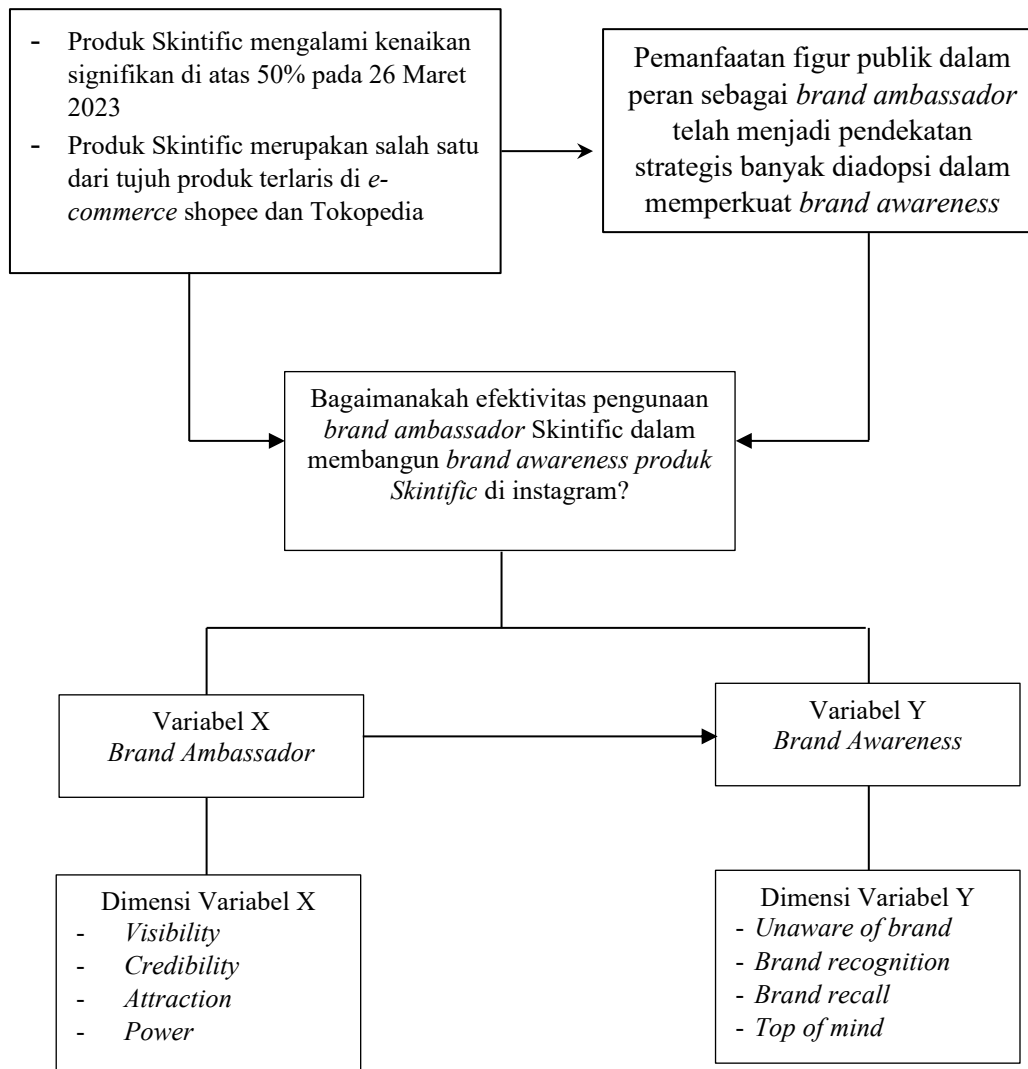 - Produk Skintific mengalami kenaikan
signifikan di atas 50% pada 26 Maret
2023
- Produk Skintific merupakan salah satu
dari tujuh produk terlaris di e-
commerce shopee dan Tokopedia
Pemanfaatan figur publik dalam
peran sebagai brand ambassador
telah menjadi pendekatan
strategis banyak diadopsi dalam
memperkuat brand awareness
Bagaimanakah efektivitas pengunaan
brand ambassador Skintific dalam
membangun brand awareness produk
Skintific di instagram?
Variabel X
Brand Ambassador
Variabel Y
Brand Awareness
Dimensi Variabel X
- Visibility
- Credibility
- Attraction
- Power
Dimensi Variabel Y
- Unaware of brand
- Brand recognition
- Brand recall
- Top of mind